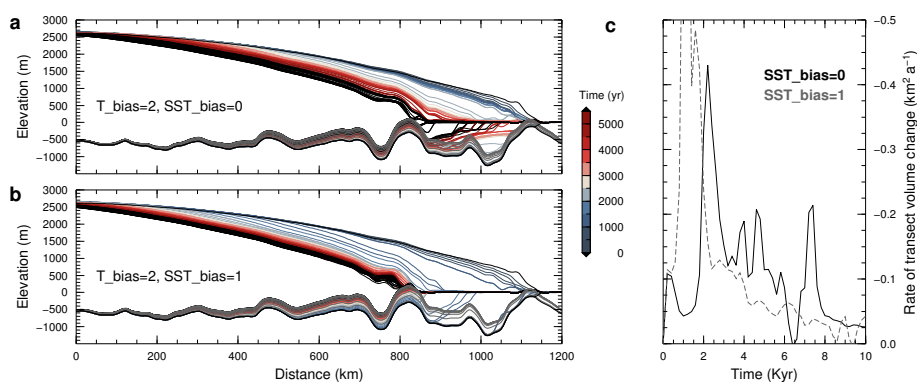 a
Elevation (m)
3000
2500
2000
1500
1000
500
0
−500
−1000
T_bias=2, SST_bias=0
b
Elevation (m)
3000
2500
2000
1500
1000
500
0
−500
−1000
T_bias=2, SST_bias=1
0 200 400 600 800 1000 1200
Distance (km)
Time (yr)
5000
4000
3000
2000
1000
0
c
SST_bias=0
SST_bias=1
−0.5
−0.4
−0.3
−0.2
−0.1
0.0
Rate of transect volume change (km² a⁻¹)
0 2 4 6 8 10
Time (Kyr)